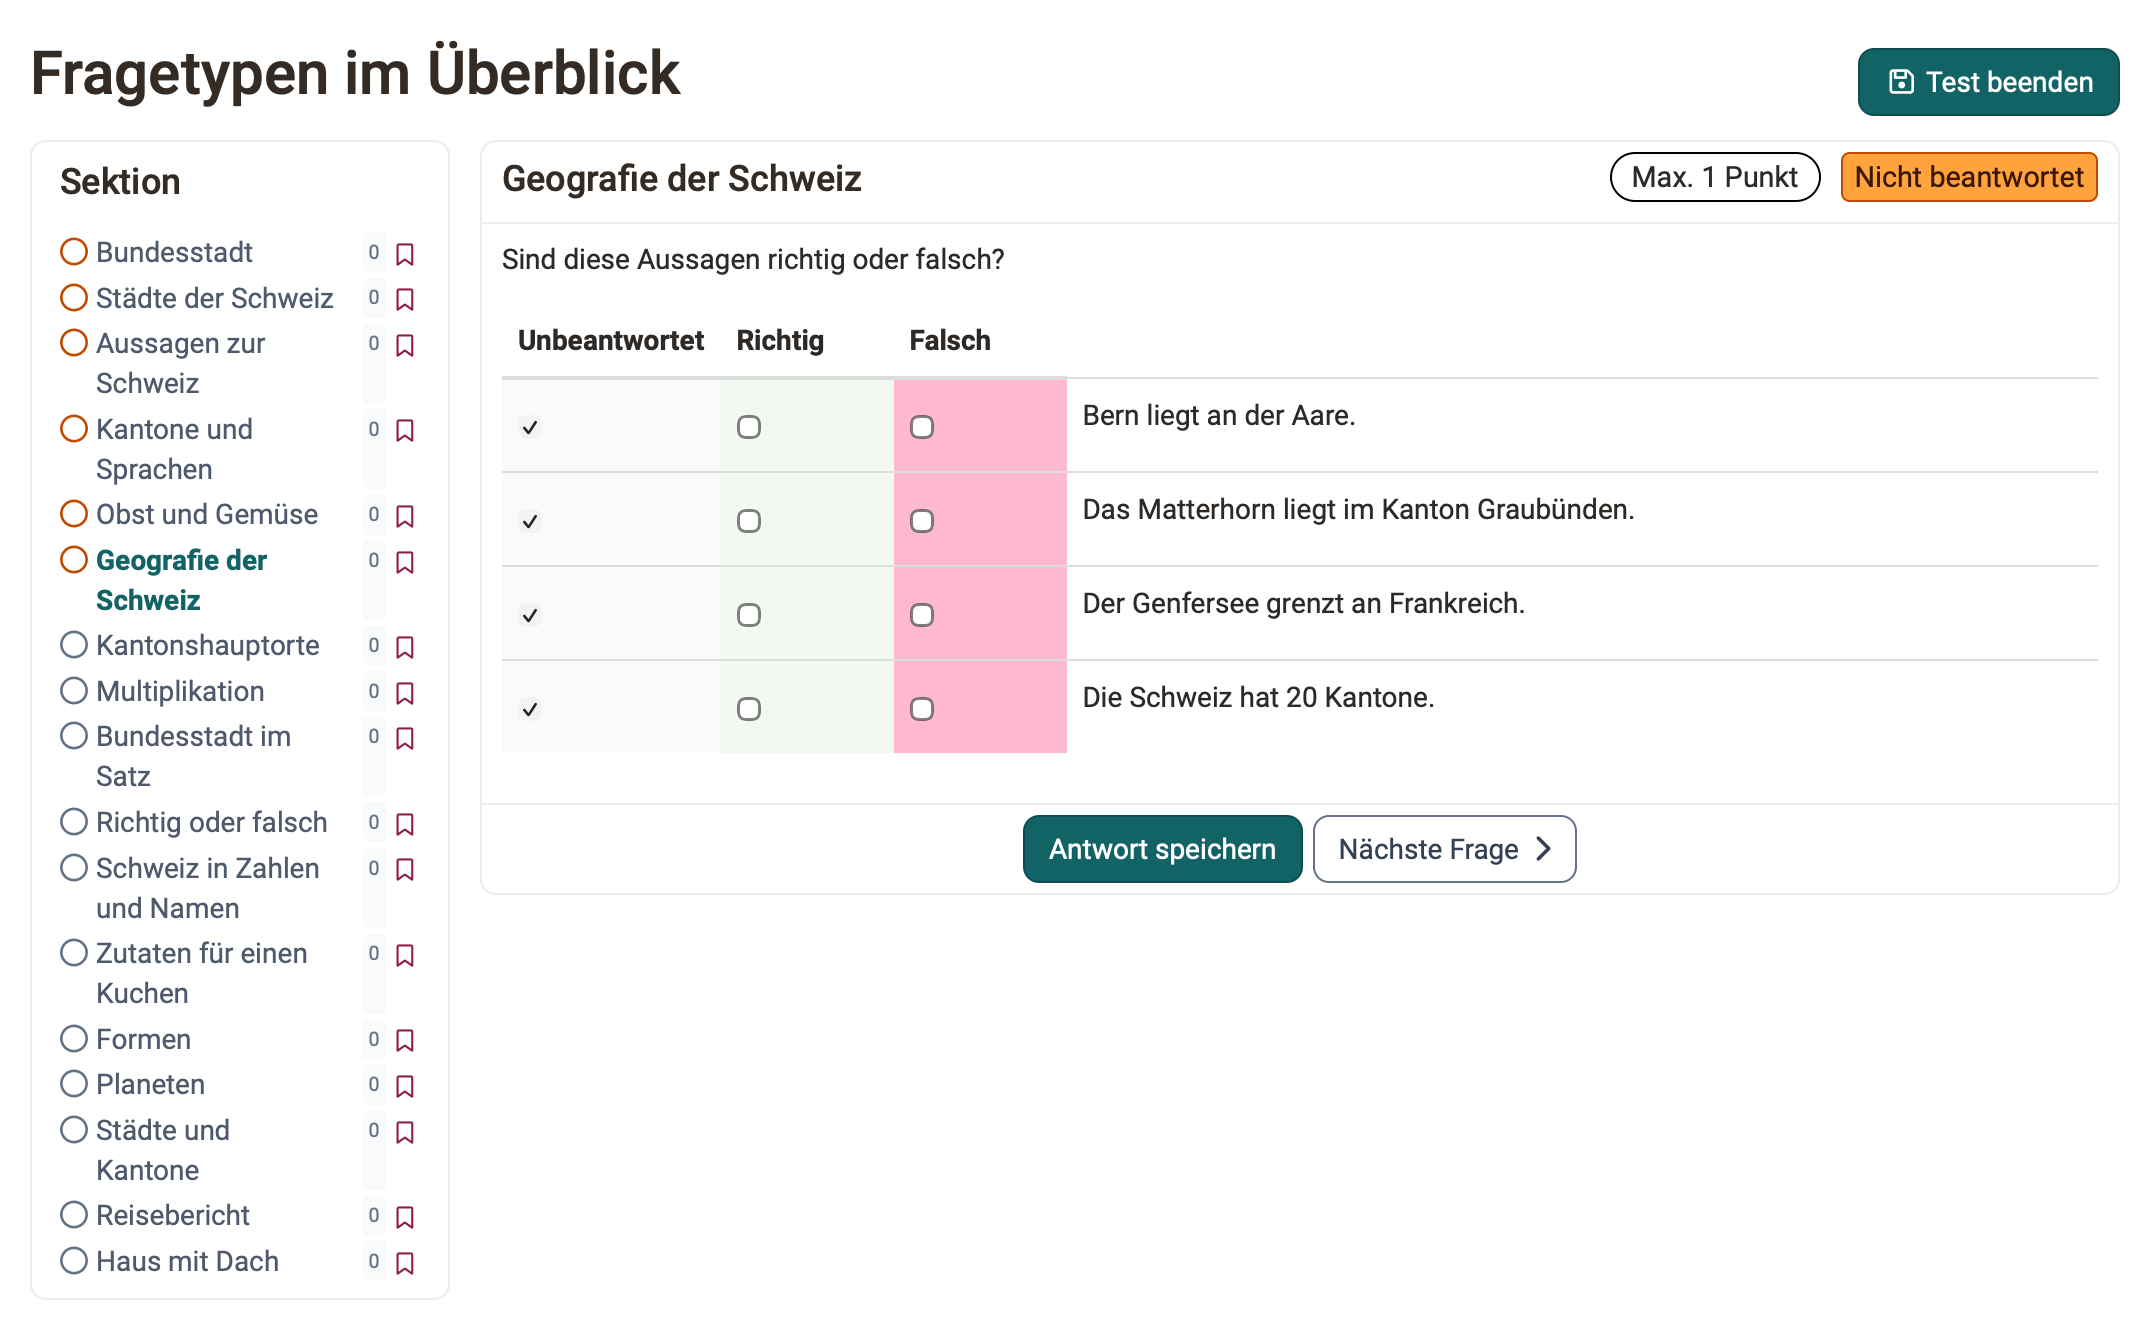 Fragetypen im Überblick
Test beenden
Sektion
Bundesstadt 0
Städte der Schweiz 0
Aussagen zur 0
Schweiz
Kantone und 0
Sprachen
Obst und Gemüse 0
Geografie der 0
Schweiz
Kantonshauptorte 0
Multiplikation 0
Bundesstadt im 0
Satz
Richtig oder falsch 0
Schweiz in Zahlen 0
und Namen
Zutaten für einen 0
Kuchen
Formen 0
Planeten 0
Städte und 0
Kantone
Reisebericht 0
Haus mit Dach 0
Geografie der Schweiz
Max. 1 Punkt
Nicht beantwortet
Sind diese Aussagen richtig oder falsch?
Unbeantwortet Richtig Falsch
Bern liegt an der Aare.
Das Matterhorn liegt im Kanton Graubünden.
Der Genfersee grenzt an Frankreich.
Die Schweiz hat 20 Kantone.
Antwort speichern
Nächste Frage